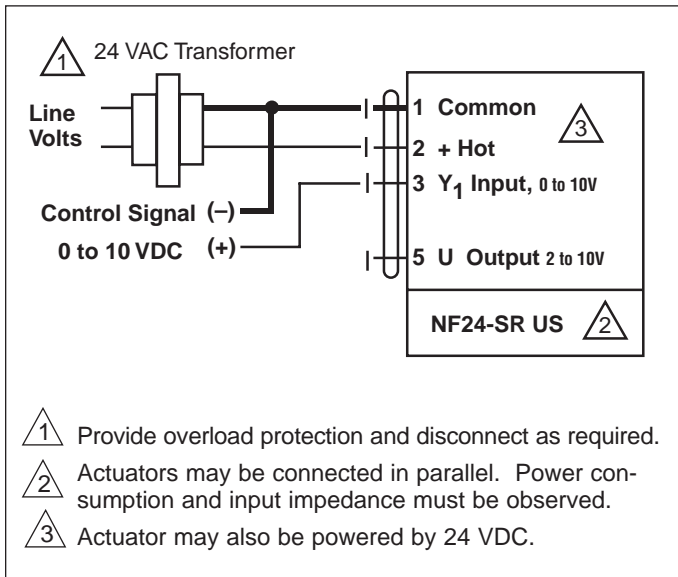 1 24 VAC Transformer
Line
Volts
1 Common
3
2 + Hot
3 Y1 Input, 0 to 10V
Control Signal (–)
0 to 10 VDC (+)
5 U Output 2 to 10V
NF24-SR US 2
1 Provide overload protection and disconnect as required.
2 Actuators may be connected in parallel. Power con-
sumption and input impedance must be observed.
3 Actuator may also be powered by 24 VDC.